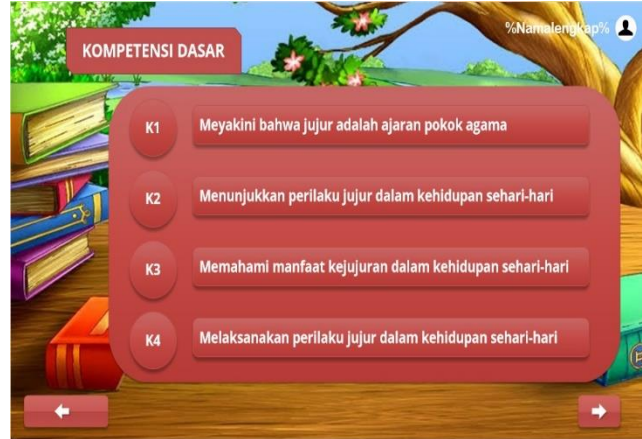 %Namalengkap%
KOMPETENSI DASAR
K1 Meyakini bahwa jujur adalah ajaran pokok agama
K2 Menunjukkan perilaku jujur dalam kehidupan sehari-hari
K3 Memahami manfaat kejujuran dalam kehidupan sehari-hari
K4 Melaksanakan perilaku jujur dalam kehidupan sehari-hari